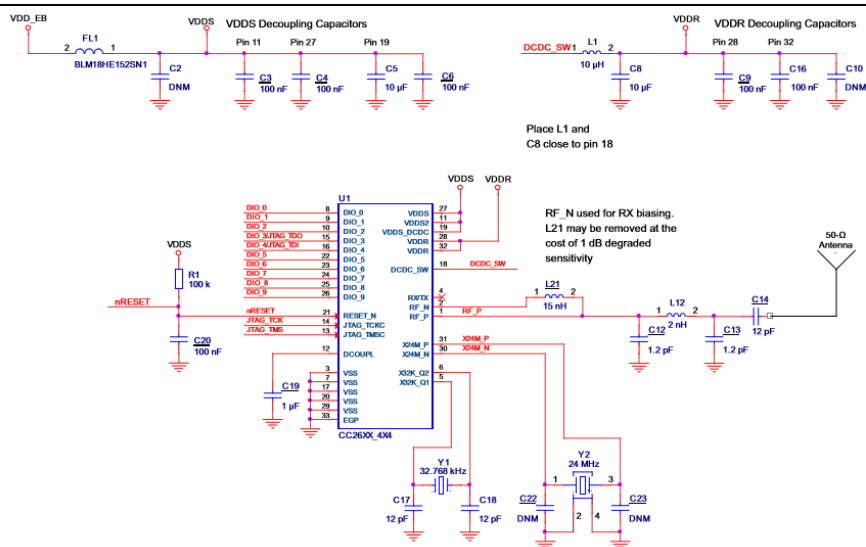 VDD_EB
FL1
2
1
BLM18HE152SN1
VDDS
VDDS Decoupling Capacitors
Pin 11
Pin 27
Pin 19
C2
DNM
C3
100 nF
C4
100 nF
C5
10 µF
C6
100 nF
VDDR
VDDR Decoupling Capacitors
DCDC_SW
1
L1
2
10 µH
Pin 28
Pin 32
C8
10 µF
C9
100 nF
C16
100 nF
C10
DNM
Place L1 and
C8 close to pin 18
VDDS
VDDR
U1
DIO_0 8 DIO_0
DIO_1 9 DIO_1
DIO_2 10 DIO_2
DIO_3/JTAG_TDO 15 DIO_3
DIO_4/JTAG_TDI 16 DIO_4
DIO_5 22 DIO_5
DIO_6 23 DIO_6
DIO_7 24 DIO_7
DIO_8 25 DIO_8
DIO_9 26 DIO_9
nRESET 21 RESET_N
JTAG_TCK 14 JTAG_TCKC
JTAG_TMS 13 JTAG_TMSC
12 DCOUPL
3 VSS
7 VSS
17 VSS
20 VSS
29 VSS
33 EGP
CC26XX_4X4
VDDS 27
VDDS2 11
VDDS_DCDC 19
VDDR 28
VDDR 32
DCDC_SW 18 DCDC_SW
RX/TX 4
RF_N 2
RF_P 1 RF_P
X24M_P 31 X24M_P
X24M_N 30 X24M_N
X32K_Q2 6
X32K_Q1 5
VDDS
R1
100 k
nRESET
C20
100 nF
C19
1 µF
RF_N used for RX biasing.
L21 may be removed at the
cost of 1 dB degraded
sensitivity
1
L21
2
15 nH
50-Ω
Antenna
1
L12
2
2 nH
C14
12 pF
C12
1.2 pF
C13
1.2 pF
Y1
32.768 kHz
C17
12 pF
C18
12 pF
Y2
24 MHz
1
3
2
4
C22
DNM
C23
DNM